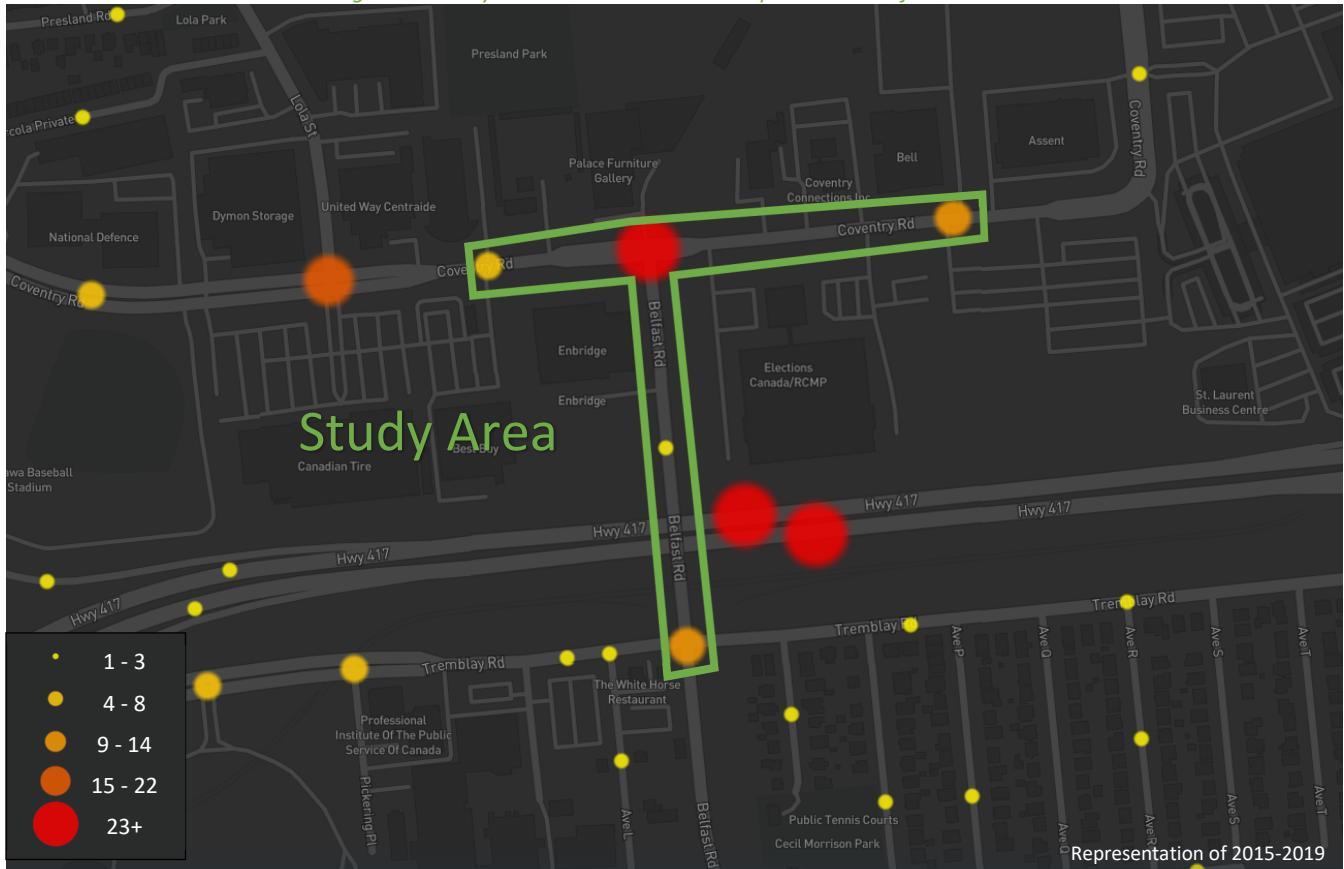 Presland Rd
Lola Park
Presland Park
Lola St
Coventry Rd
rcola Private
Palace Furniture
Gallery
Bell
Assent
Coventry
Connections Inc
Dymon Storage
United Way Centraide
National Defence
Coventry Rd
Coventry Rd
Coventry Rd
Belfast Rd
Enbridge
Elections
Canada/RCMP
Enbridge
St. Laurent
Business Centre
Study Area
Best Buy
Canadian Tire
awa Baseball
Stadium
Hwy 417
Hwy 417
Hwy 417
Belfast Rd
Hwy 417
Hwy 417
Tremblay Rd
Tremblay Rd
Ave P
Ave Q
Ave R
Ave S
Ave T
Tremblay Rd
The White Horse
Restaurant
Professional
Institute Of The Public
Service Of Canada
Pickering Pl
Ave L
Belfast Rd
Public Tennis Courts
Cecil Morrison Park
Ave Q
Ave R
Ave S
Ave T
1 - 3
4 - 8
9 - 14
15 - 22
23+
Representation of 2015-2019